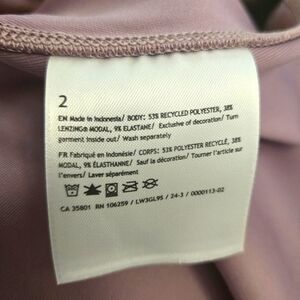 2
EN Made in Indonesia/ BODY: 53% RECYCLED POLYESTER, 38%
LENZING® MODAL, 9% ELASTANE/ Exclusive of decoration/ Turn
garment inside out/ Wash separately
FR Fabriqué en Indonésie/ CORPS: 53% POLYESTER RECYCLÉ, 38%
MODAL, 9% ÉLASTHANNE/ Sauf la décoration/ Tourner l'article sur
l'envers/ Laver séparément
CA 35801 RN 106259 / LW3GL9S / 24-3 / 0000113-02